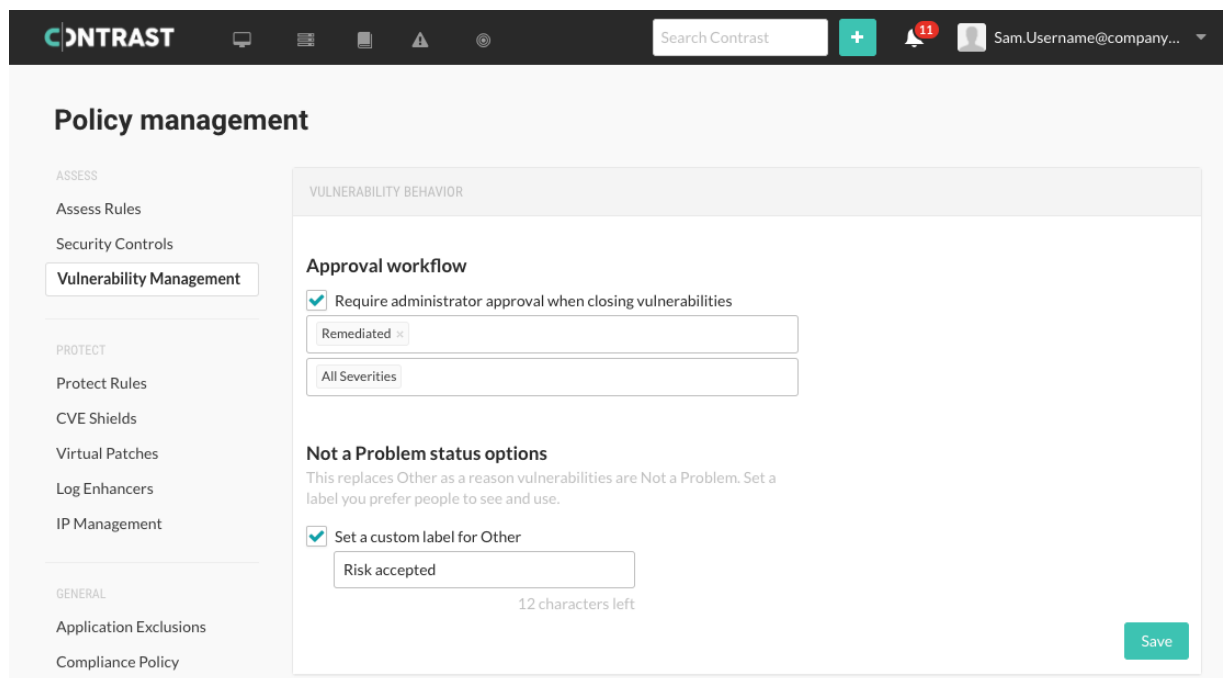 CONTRAST
Search Contrast
+
11
Sam.Username@company...
Policy management
ASSESS
Assess Rules
Security Controls
Vulnerability Management
PROTECT
Protect Rules
CVE Shields
Virtual Patches
Log Enhancers
IP Management
GENERAL
Application Exclusions
Compliance Policy
VULNERABILITY BEHAVIOR
Approval workflow
Require administrator approval when closing vulnerabilities
Remediated ×
All Severities
Not a Problem status options
This replaces Other as a reason vulnerabilities are Not a Problem. Set a
label you prefer people to see and use.
Set a custom label for Other
Risk accepted
12 characters left
Save